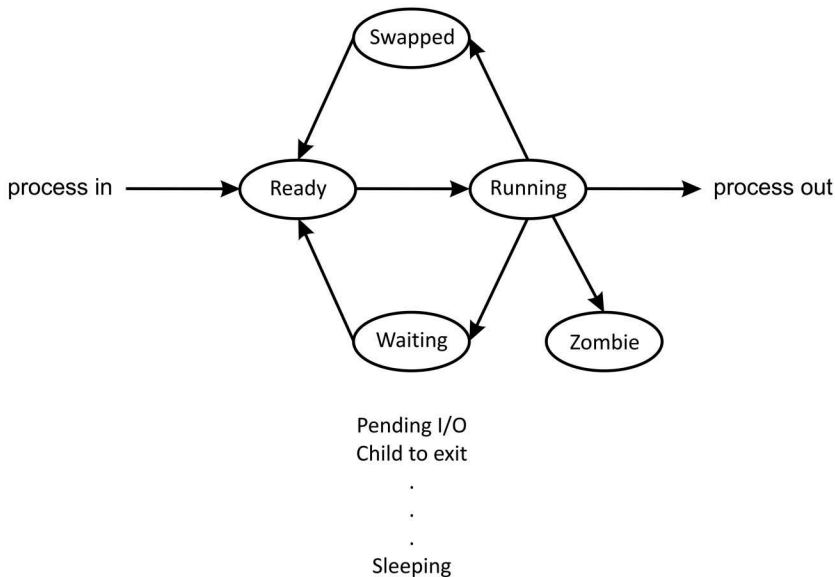 Swapped
process in
Ready
Running
process out
Waiting
Zombie
Pending I/O
Child to exit
.
.
.
Sleeping